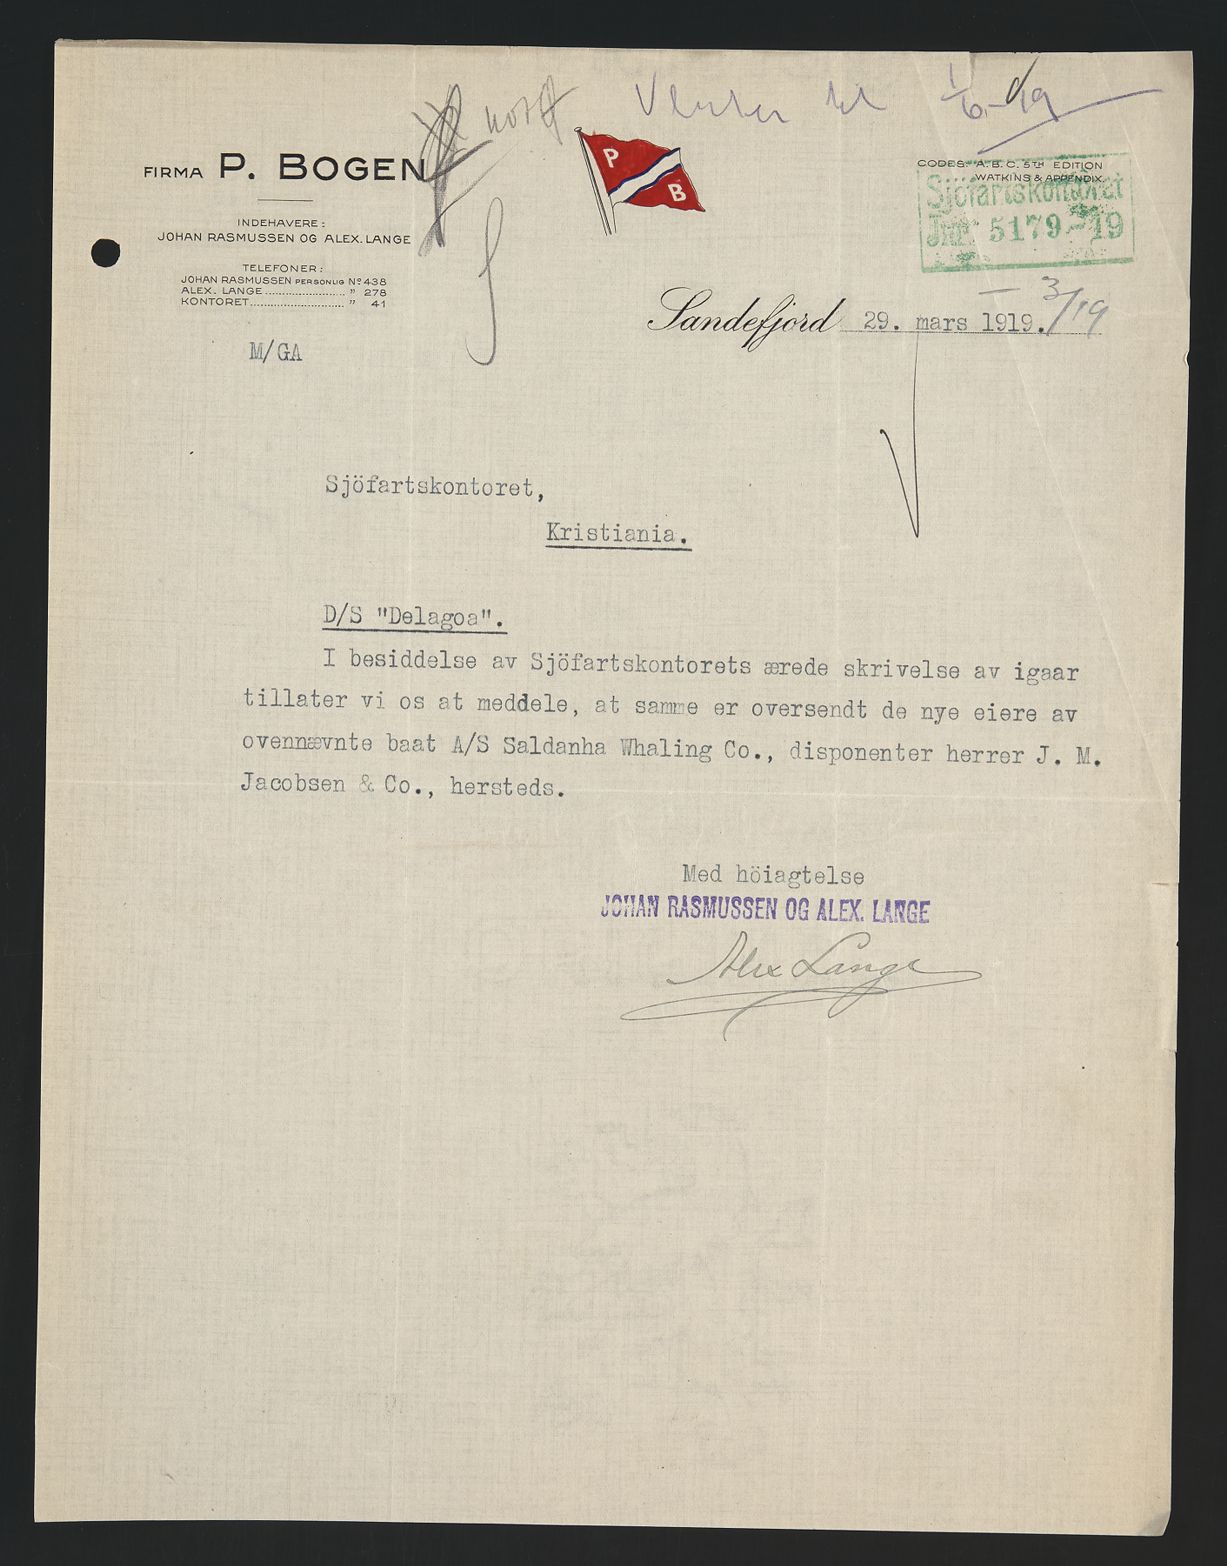 Venter til 1/6-19
FIRMA P. BOGEN
INDEHAVERE:
JOHAN RASMUSSEN OG ALEX. LANGE
TELEFONER:
JOHAN RASMUSSEN PERSONLIG No 438
ALEX. LANGE ........................ " 278
KONTORET ........................... " 41
P
B
CODES: A.B.C. 5TH EDITION
WATKINS & APPENDIX.
Sjöfartskontoret
Jnr. 5179.-19
Sandefjord 29. mars 1919.
M/GA
Sjöfartskontoret,
Kristiania.
D/S "Delagoa".
I besiddelse av Sjöfartskontorets ærede skrivelse av igaar
tillater vi os at meddele, at samme er oversendt de nye eiere av
ovennævnte baat A/S Saldanha Whaling Co., disponenter herrer J. M.
Jacobsen & Co., hersteds.
Med höiagtelse
JOHAN RASMUSSEN OG ALEX. LANGE
Alex Lange